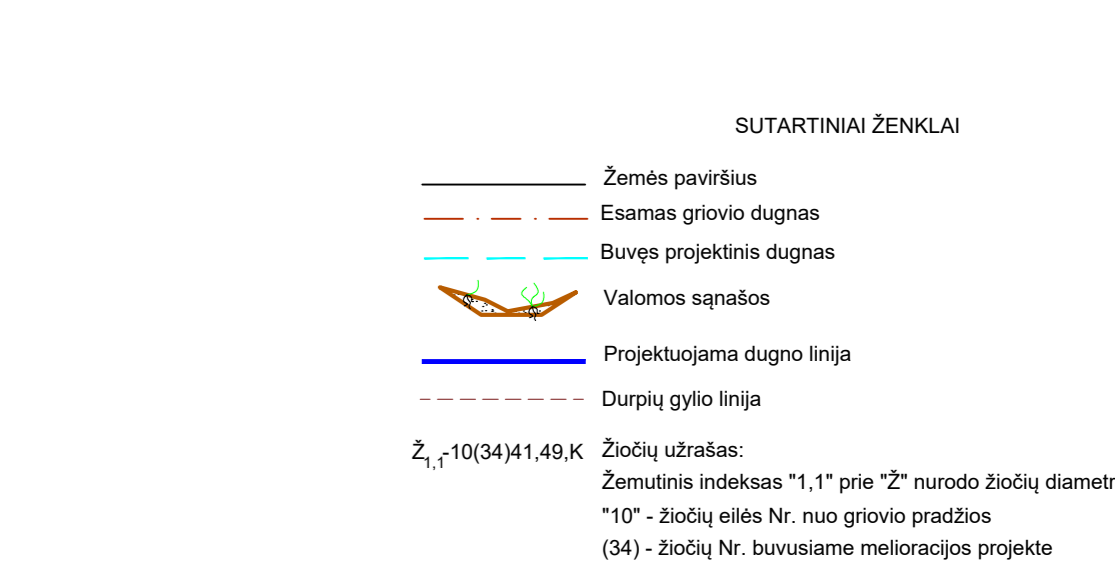 SUTARTINIAI ŽENKLAI
Žemės paviršius
Esamas griovio dugnas
Buvęs projektinis dugnas
Valomos sąnašos
Projektuojama dugno linija
Durpių gylio linija
Ž1,1-10(34)41,49,K Žiočių užrašas:
Žemutinis indeksas "1,1" prie "Ž" nurodo žiočių diametr
"10" - žiočių eilės Nr. nuo griovio pradžios
(34) - žiočių Nr. buvusiame melioracijos projekte